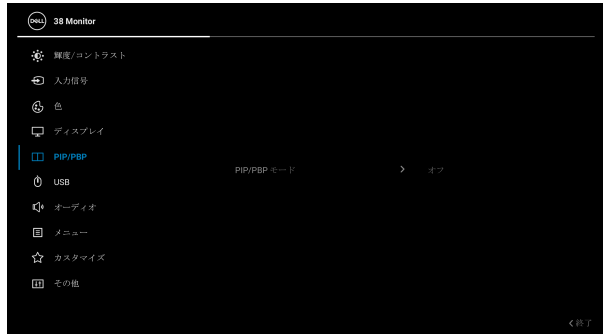 DELL
38 Monitor
輝度/コントラスト
入力信号
色
ディスプレイ
PIP/PBP
PIP/PBP モード オフ
USB
オーディオ
メニュー
カスタマイズ
その他
終了